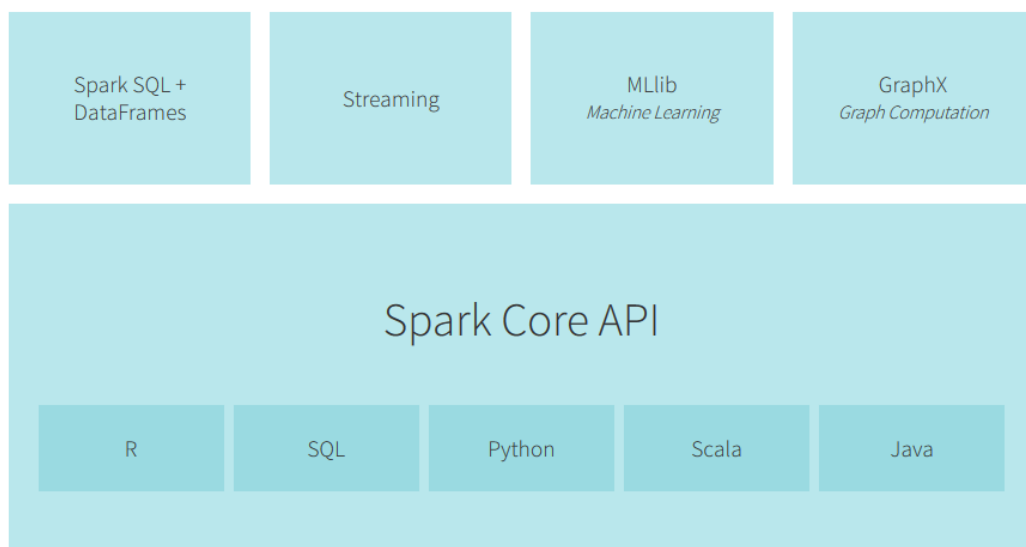 Spark SQL +
DataFrames
Streaming
MLlib
Machine Learning
GraphX
Graph Computation
Spark Core API
R
SQL
Python
Scala
Java